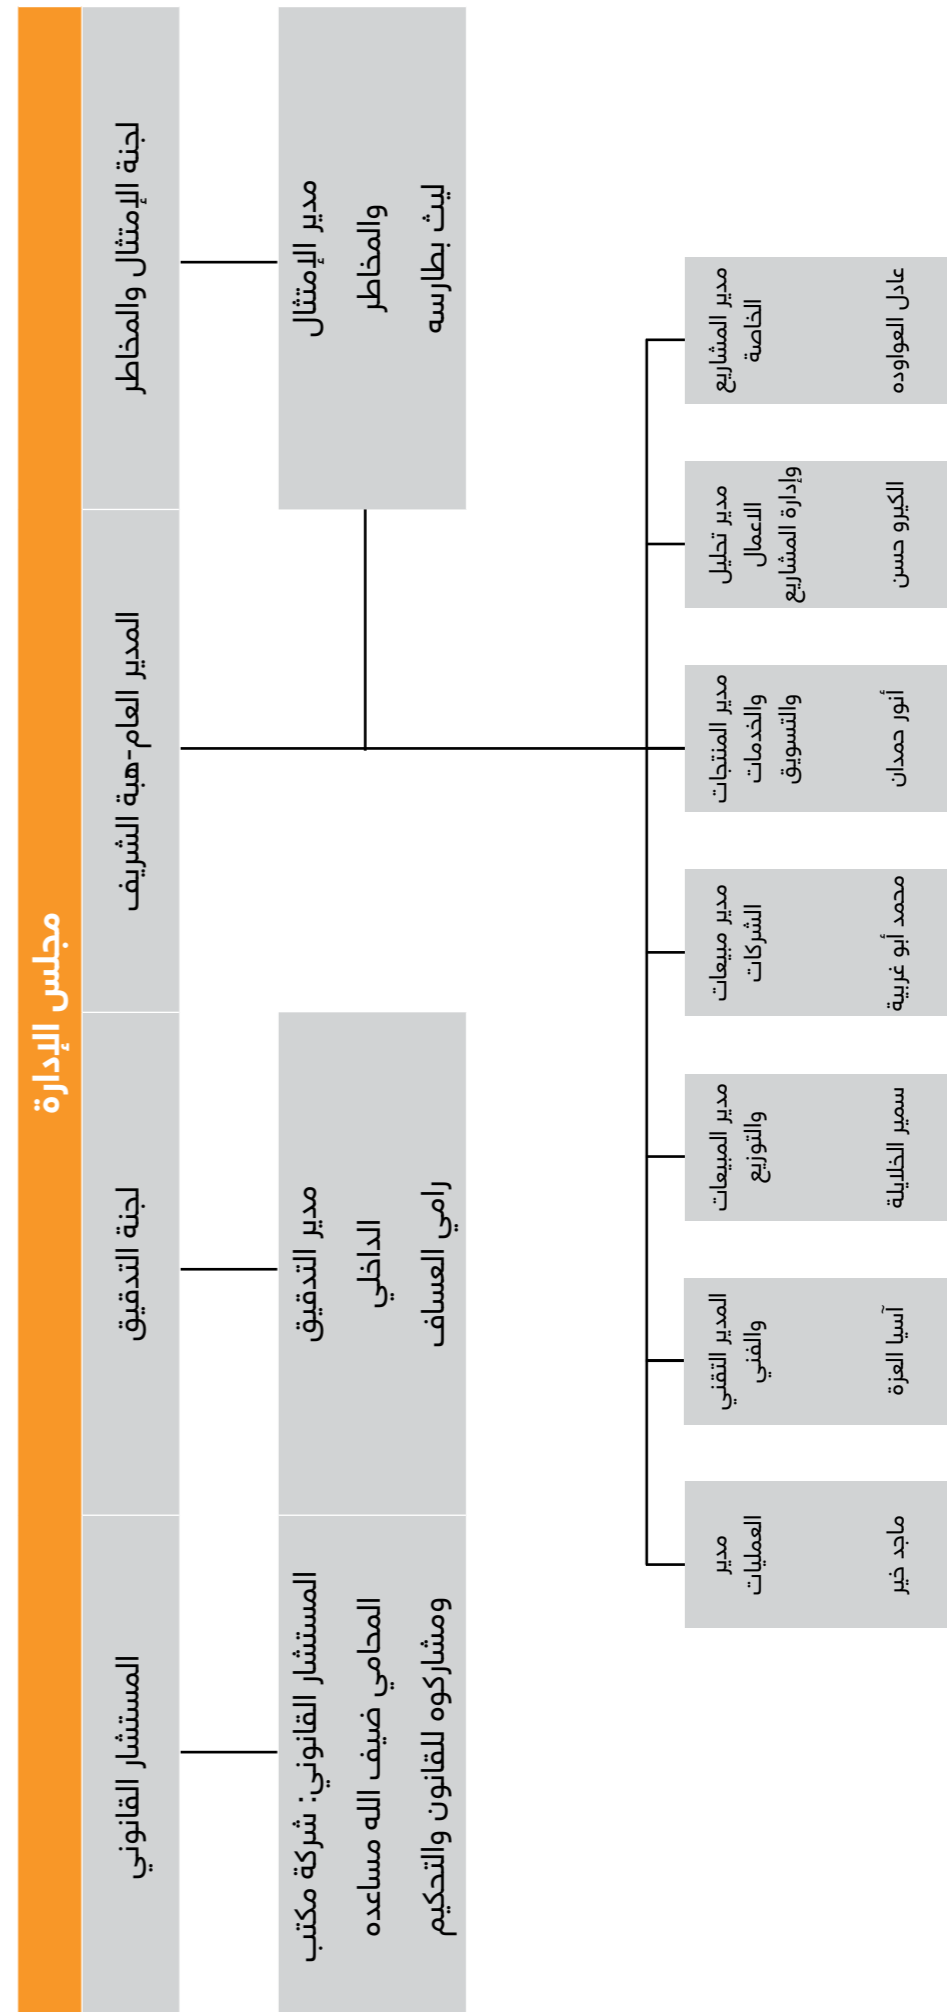 مجلس الإدارة
لجنة الإمتثال والمخاطر
المدير العام-هبة الشريف
لجنة التدقيق
المستشار القانوني
مدير الإمتثال
والمخاطر
ليث بطارسه
مدير التدقيق
الداخلي
رامي العساف
المستشار القانوني: شركة مكتب
المحامي ضيف الله مساعده
ومشاركوه للقانون والتحكيم
مدير المشاريع
الخاصة
عادل العواوده
مدير تحليل
الاعمال
وإدارة المشاريع
الكيرو حسن
مدير المنتجات
والخدمات
والتسويق
أنور حمدان
مدير مبيعات
الشركات
محمد أبو غريبة
مدير المبيعات
والتوزيع
سمير الخلايلة
المدير التقني
والفني
آسيا العزة
مدير
العمليات
ماجد خير